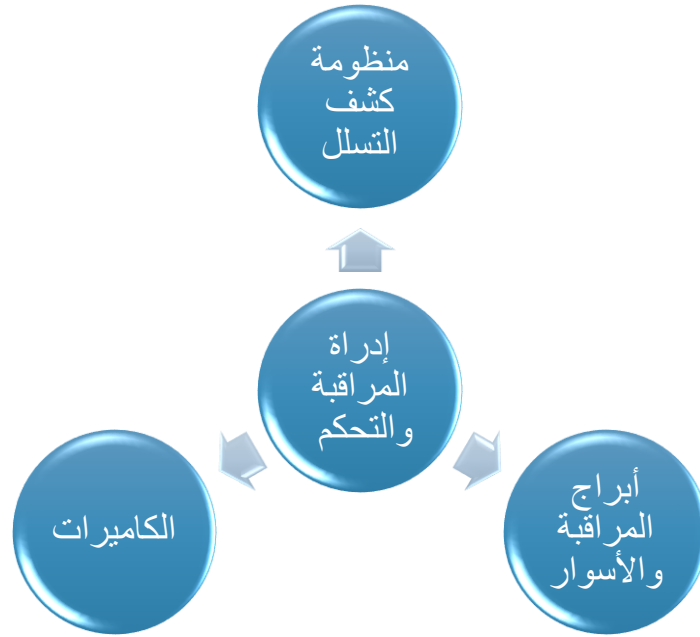 منظومة
كشف
التسلل
إدراة
المراقبة
والتحكم
أبراج
المراقبة
والأسوار
الكاميرات